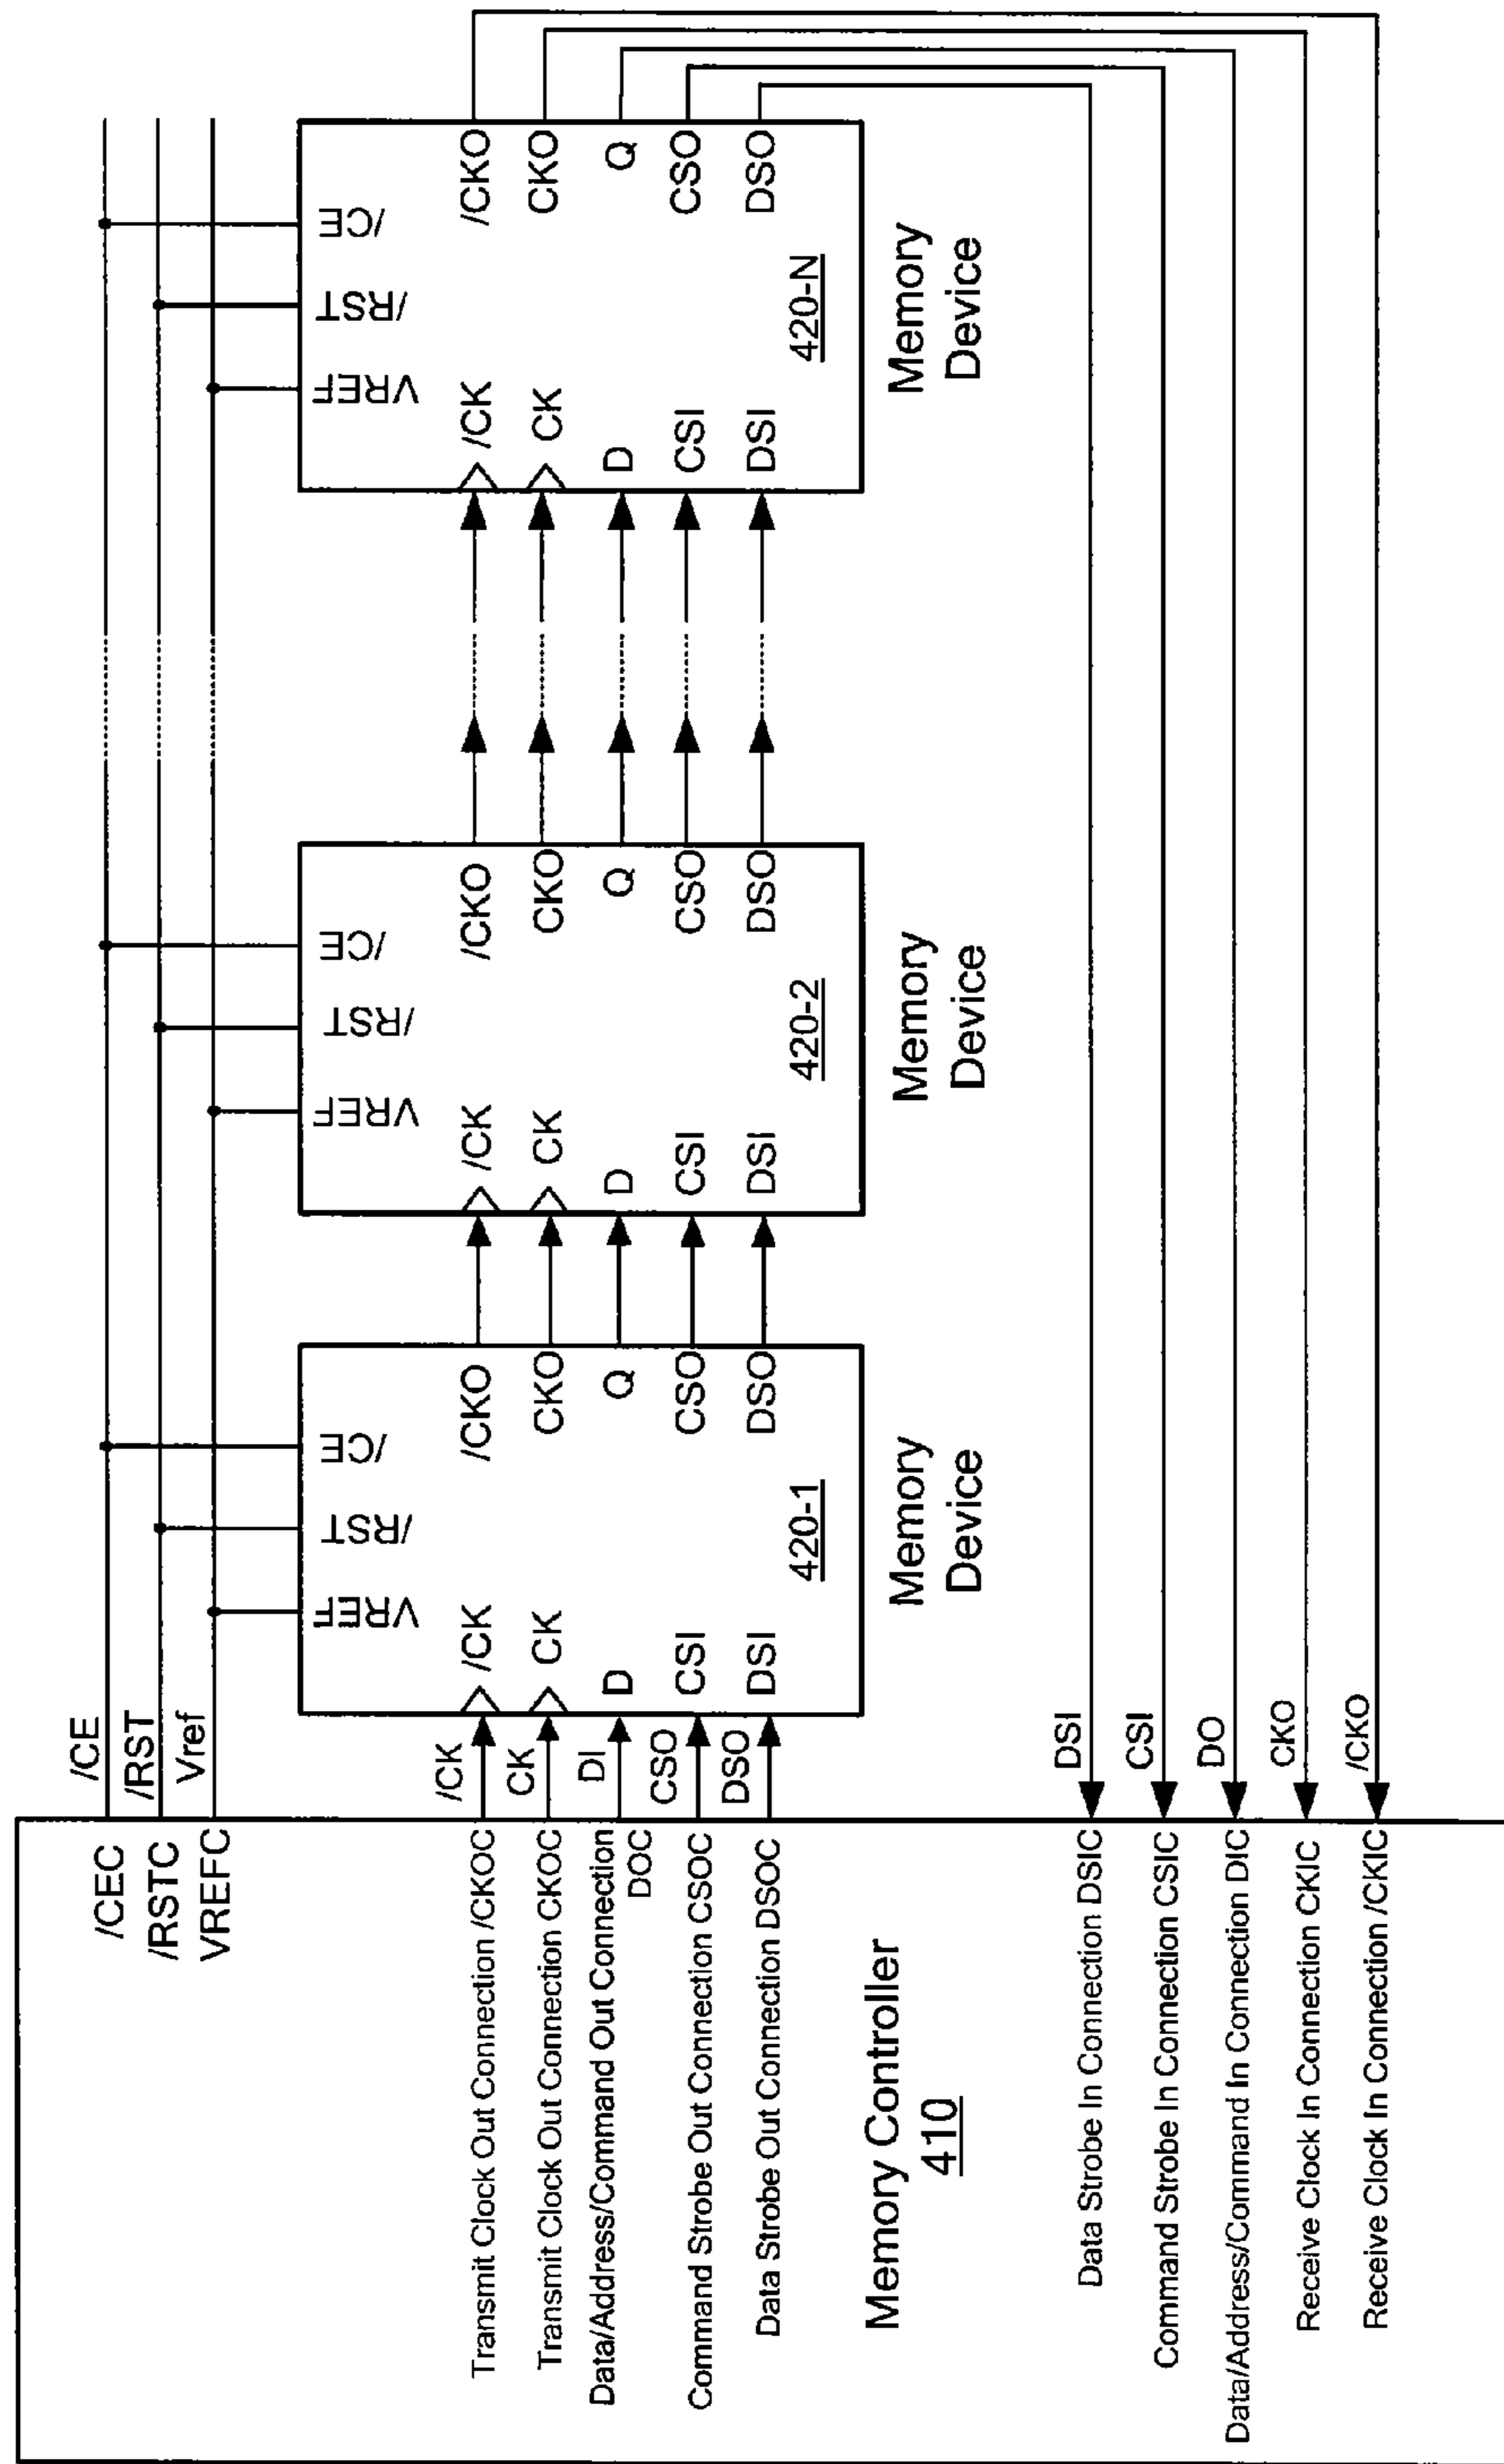 /CEC
/RSTC
VREFC
Transmit Clock Out Connection /CKOC
Transmit Clock Out Connection CKOC
Data/Address/Command Out Connection
DOC
Command Strobe Out Connection CSOC
Data Strobe Out Connection DSOC
Memory Controller
410
Data Strobe In Connection DSIC
Command Strobe In Connection CSIC
Data/Address/Command In Connection DIC
Receive Clock In Connection CKIC
Receive Clock In Connection /CKIC
/CE
/RST
Vref
/CK
CK
DI
CSO
DSO
DSI
CSI
DO
CKO
/CKO
VREF
/RST
/CE
/CK
CK
D
CSI
DSI
/CKO
CKO
Q
CSO
DSO
420-1
Memory
Device
VREF
/RST
/CE
/CK
CK
D
CSI
DSI
/CKO
CKO
Q
CSO
DSO
420-2
Memory
Device
VREF
/RST
/CE
/CK
CK
D
CSI
DSI
/CKO
CKO
Q
CSO
DSO
420-N
Memory
Device